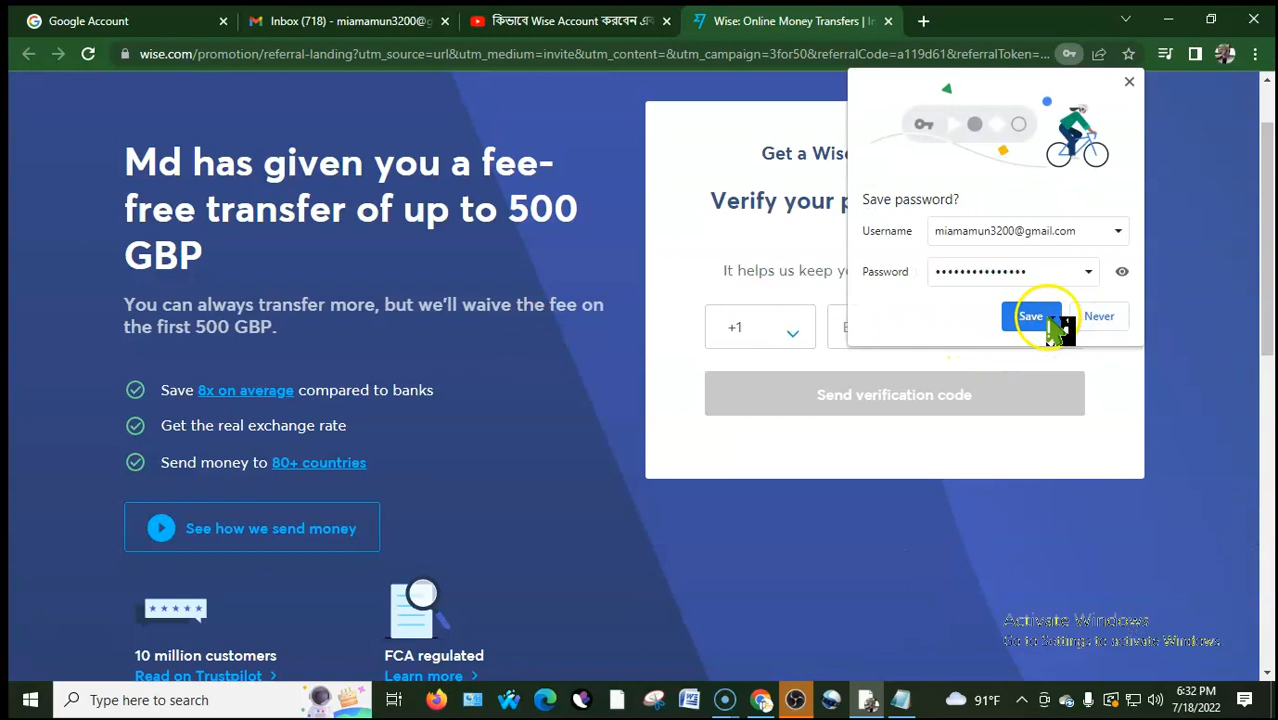 Google Account
Inbox (718) - miamamun3200@g
কিভাবে Wise Account করবেন এব
Wise: Online Money Transfers | In
wise.com/promotion/referral-landing?utm_source=url&utm_medium=invite&utm_content=&utm_campaign=3for50&referralCode=a119d61&referralToken=...
Md has given you a fee-
free transfer of up to 500
GBP
You can always transfer more, but we'll waive the fee on
the first 500 GBP.
Save 8x on average compared to banks
Get the real exchange rate
Send money to 80+ countries
See how we send money
10 million customers
Read on Trustpilot
FCA regulated
Learn more
Get a Wise
Verify your p
It helps us keep yo
+1
E
Send verification code
Save password?
Username miamamun3200@gmail.com
Password •••••••••••••••
Save Never
Activate Windows
Go to Settings to activate Windows.
Type here to search
91°F
6:32 PM
7/18/2022